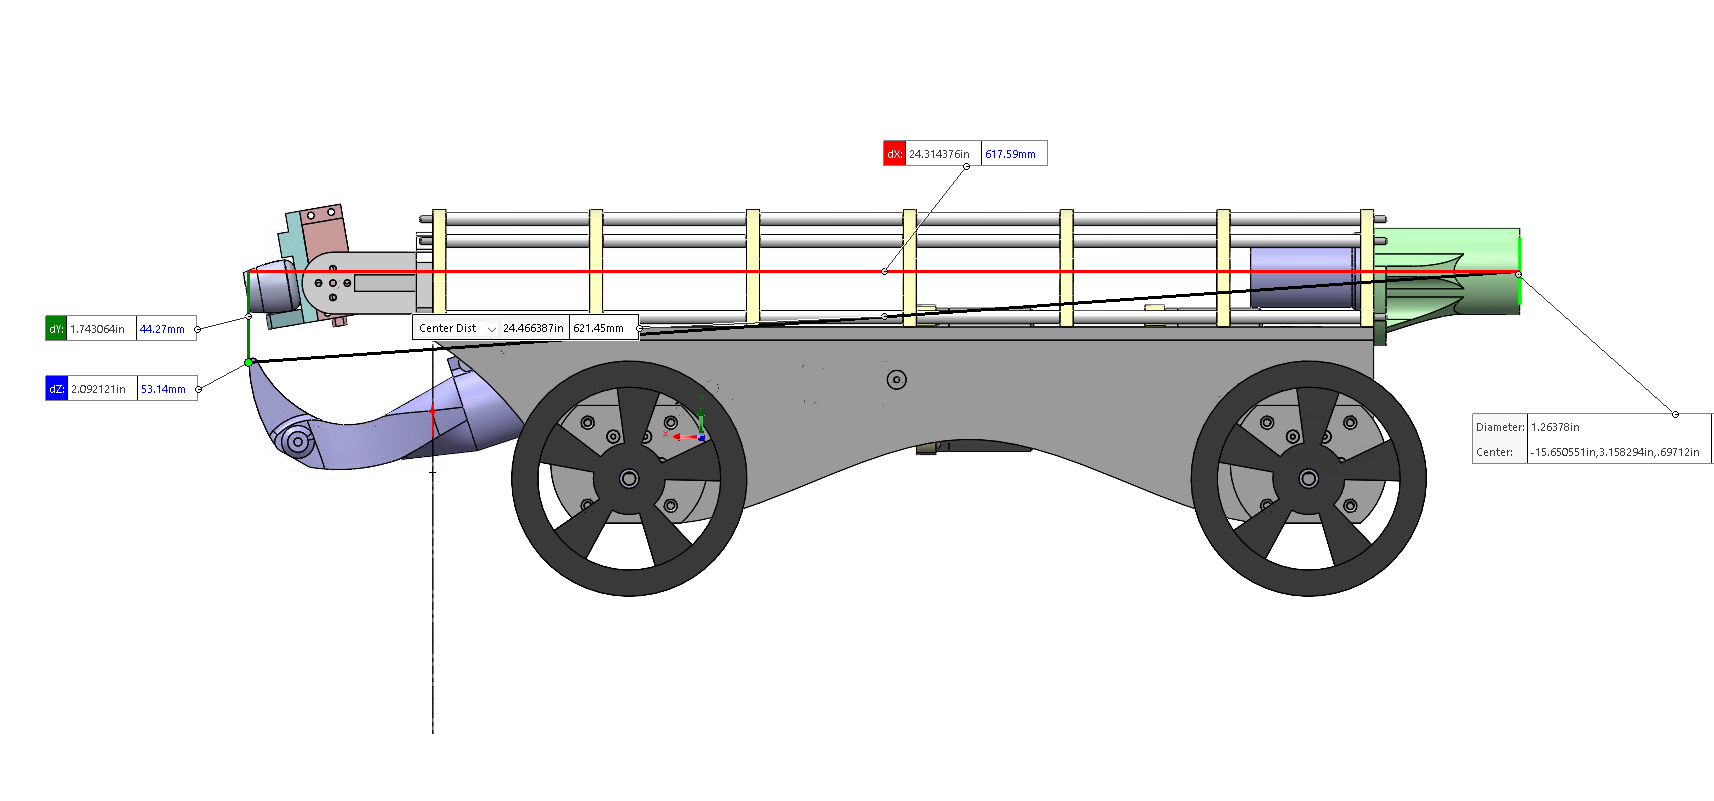 dX: 24.314376in 617.59mm
dY: 1.743064in 44.27mm
Center Dist 24.466387in 621.45mm
dZ: 2.092121in 53.14mm
Diameter: 1.26378in
Center: -15.650551in,3.158294in,.69712in
X